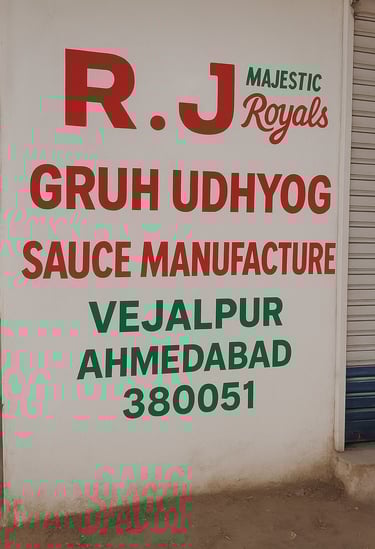 R.J
MAJESTIC
Royals
GRUH UDHYOG
SAUCE MANUFACTURE
VEJALPUR
AHMEDABAD
380051